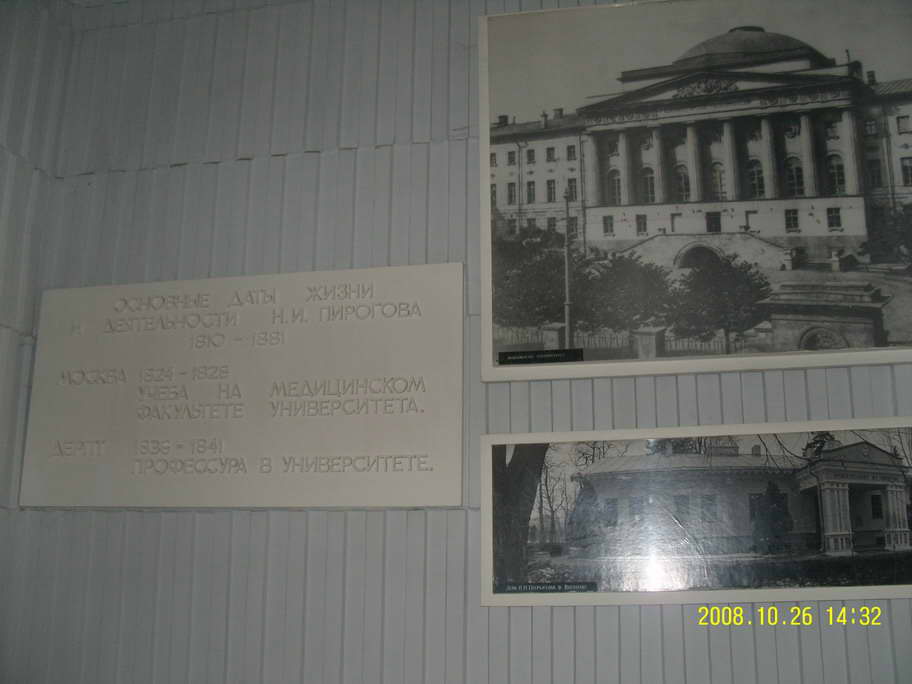 ОСНОВНЫЕ ДАТЫ ЖИЗНИ
И ДЕЯТЕЛЬНОСТИ Н.И. ПИРОГОВА
1810 - 1881
МОСКВА 1824 - 1828
УЧЕБА НА МЕДИЦИНСКОМ
ФАКУЛЬТЕТЕ УНИВЕРСИТЕТА.
ДЕРПТ 1836 - 1841
ПРОФЕССУРА В УНИВЕРСИТЕТЕ.
2008.10.26 14:32